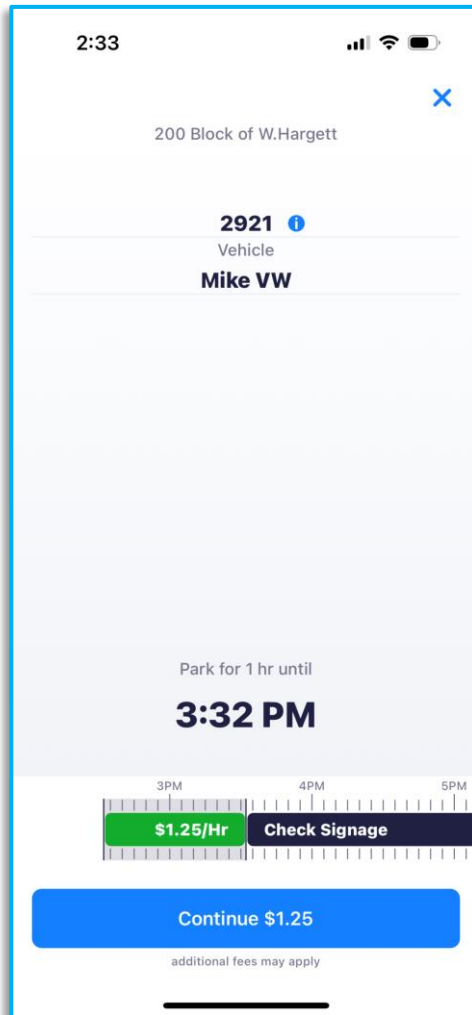 2:33
200 Block of W.Hargett
2921
Vehicle
Mike VW
Park for 1 hr until
3:32 PM
3PM 4PM 5PM
$1.25/Hr Check Signage
Continue $1.25
additional fees may apply